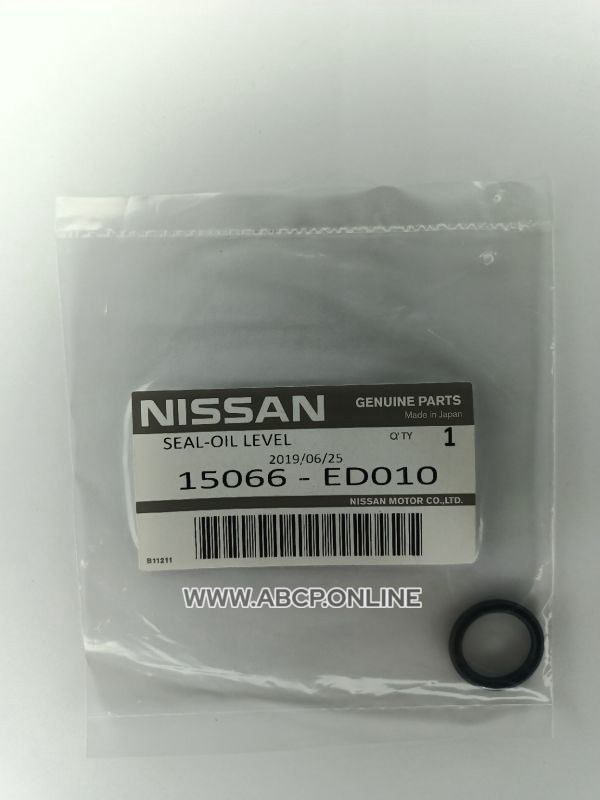 NISSAN
GENUINE PARTS
Made in Japan
SEAL-OIL LEVEL
Q'TY 1
2019/06/25
15066 - ED010
NISSAN MOTOR CO.,LTD.
B11211
WWW.ABCP.ONLINE